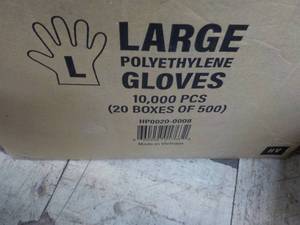 L
LARGE
POLYETHYLENE
GLOVES
10,000 PCS
(20 BOXES OF 500)
HP0020-0008
Made in Vietnam